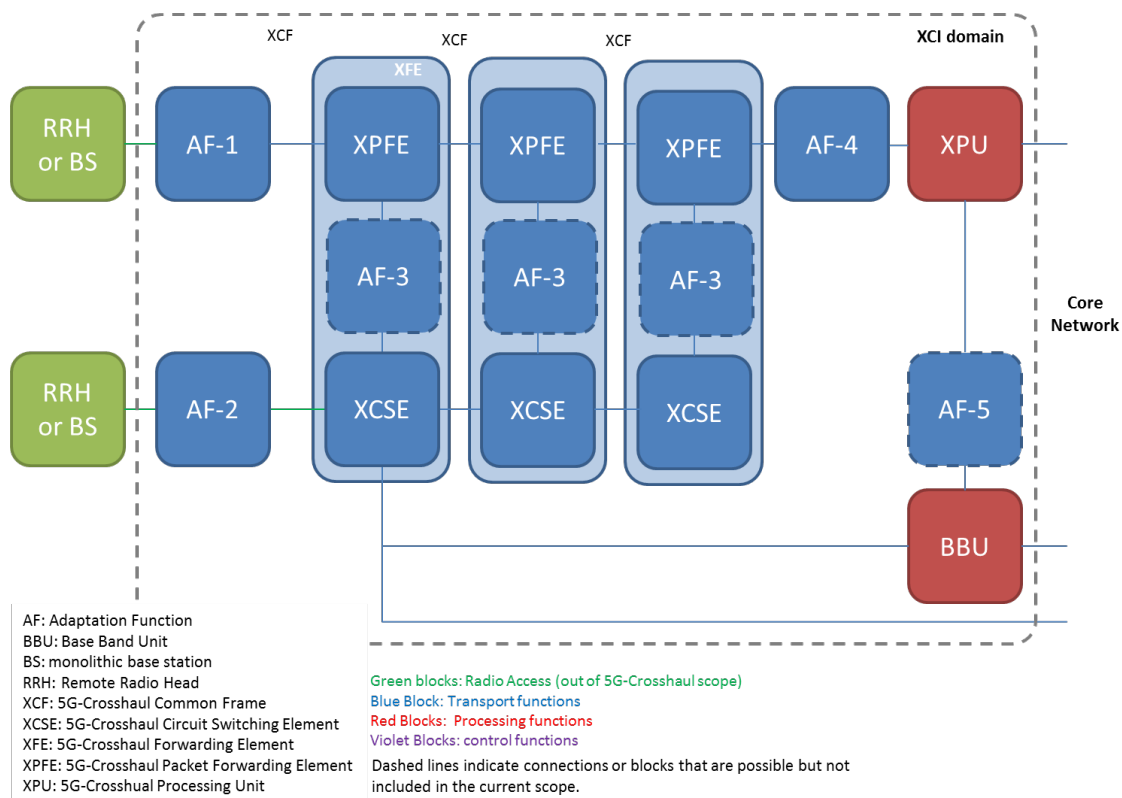 XCF
XCF
XCF
XCI domain
XFE
RRH
or BS
AF-1
XPFE
XPFE
XPFE
AF-4
XPU
AF-3
AF-3
AF-3
Core
Network
RRH
or BS
AF-2
XCSE
XCSE
XCSE
AF-5
BBU
AF: Adaptation Function
BBU: Base Band Unit
BS: monolithic base station
RRH: Remote Radio Head
XCF: 5G-Crosshaul Common Frame
XCSE: 5G-Crosshaul Circuit Switching Element
XFE: 5G-Crosshaul Forwarding Element
XPFE: 5G-Crosshaul Packet Forwarding Element
XPU: 5G-Crosshual Processing Unit
Green blocks: Radio Access (out of 5G-Crosshaul scope)
Blue Block: Transport functions
Red Blocks:  Processing functions
Violet Blocks: control functions
Dashed lines indicate connections or blocks that are possible but not
included in the current scope.